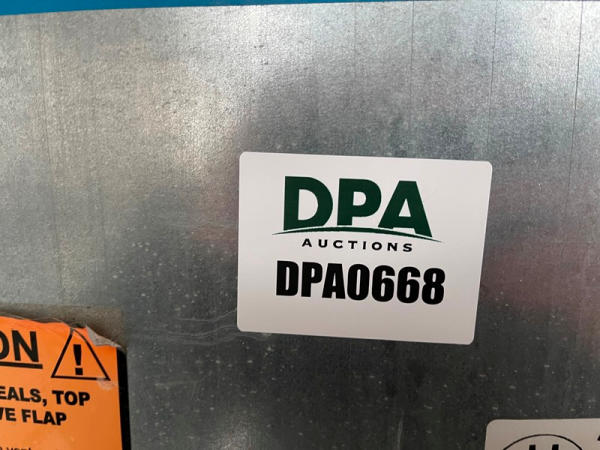 DPA
AUCTIONS
DPA0668
ON
EALS, TOP
VE FLAP